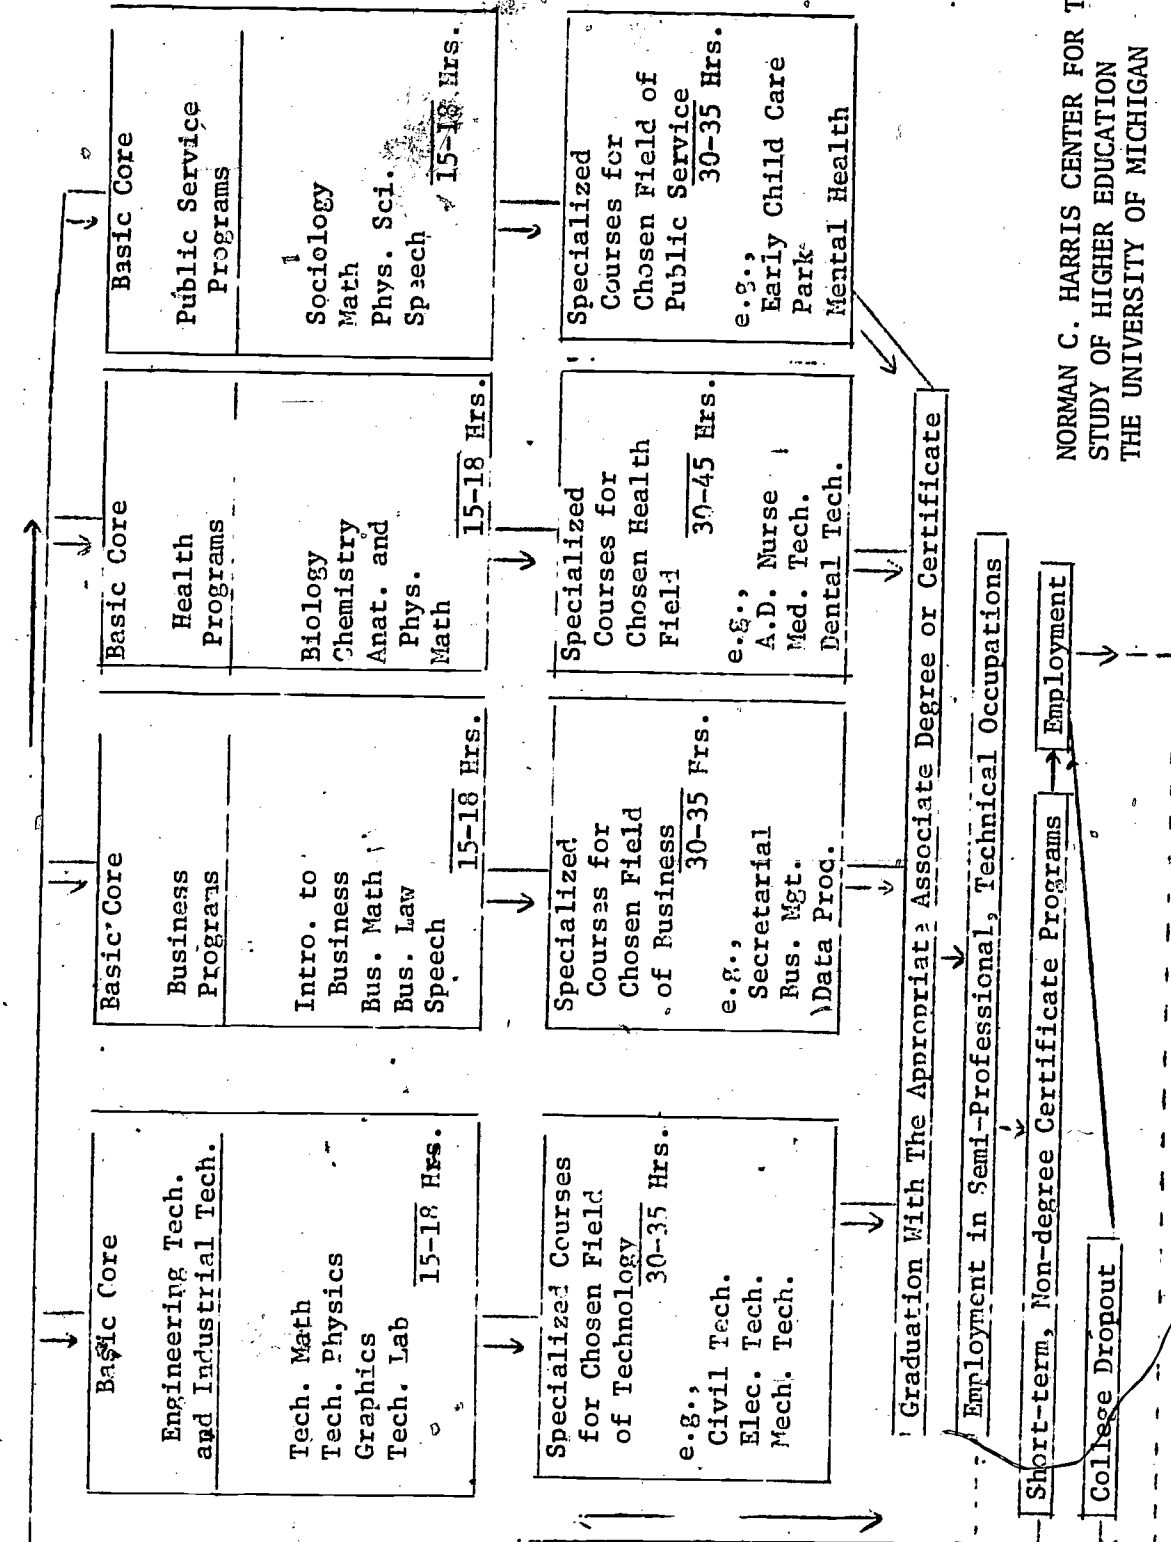 Basic Core
Engineering Tech.
and Industrial Tech.
Tech. Math
Tech. Physics
Graphics
Tech. Lab
15-18 Hrs.
Specialized Courses
for Chosen Field
of Technology
30-35 Hrs.
e.g.,
Civil Tech.
Elec. Tech.
Mech. Tech.
Basic Core
Business
Programs
Intro. to
Business
Bus. Math
Bus. Law
Speech
15-18 Hrs.
Specialized
Courses for
Chosen Field
of Business
30-35 Hrs.
e.g.,
Secretarial
Bus. Mgt.
Data Proc.
Basic Core
Health
Programs
Biology
Chemistry
Anat. and
Phys.
Math
15-18 Hrs.
Specialized
Courses for
Chosen Health
Field
30-45 Hrs.
e.g.,
A.D. Nurse
Med. Tech.
Dental Tech.
Basic Core
Public Service
Programs
Sociology
Math
Phys. Sci.
Speech
15-18 Hrs.
Specialized
Courses for
Chosen Field of
Public Service
30-35 Hrs.
e.g.,
Early Child Care
Park
Mental Health
Graduation With The Appropriate Associate Degree or Certificate
Employment in Semi-Professional, Technical Occupations
Short-term, Non-degree Certificate Programs
Employment
College Dropout
NORMAN C. HARRIS CENTER FOR T
STUDY OF HIGHER EDUCATION
THE UNIVERSITY OF MICHIGAN